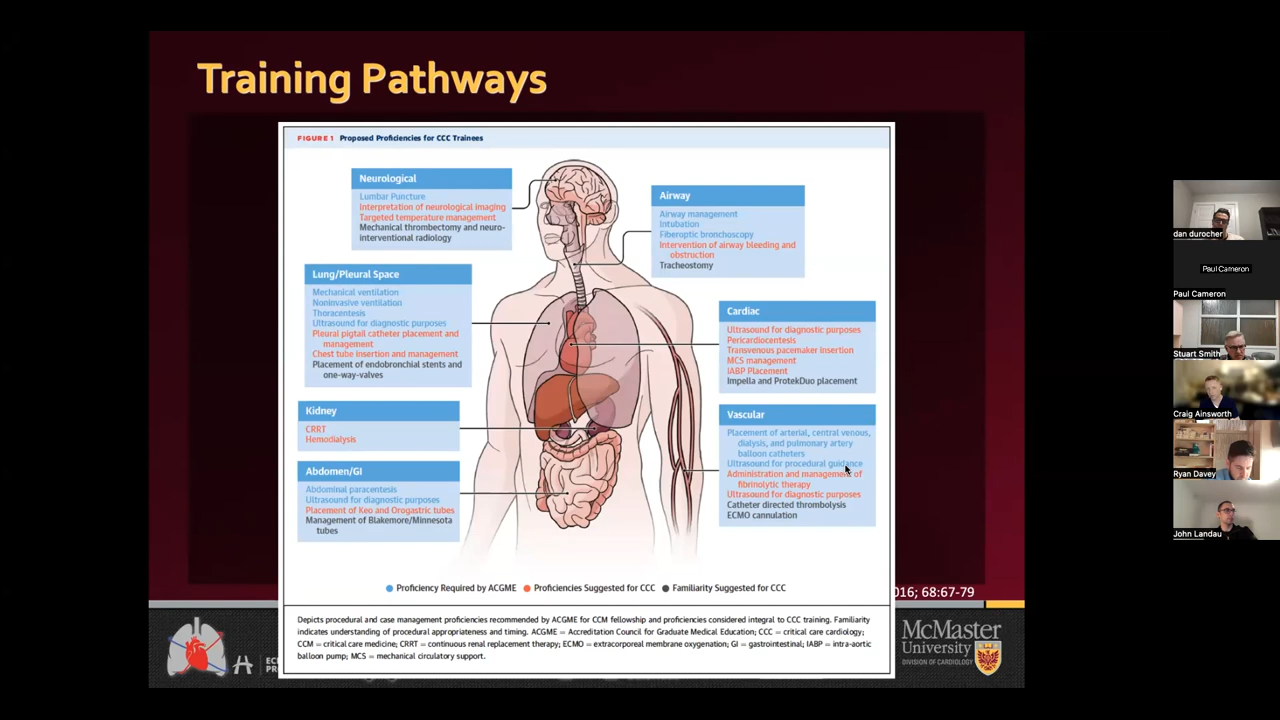 Training Pathways
FIGURE 1 Proposed Proficiencies for CCC Trainees
Neurological
Lumbar Puncture
Interpretation of neurological imaging
Targeted temperature management
Mechanical thrombectomy and neuro-
interventional radiology
Airway
Airway management
Intubation
Fiberoptic bronchoscopy
Intervention of airway bleeding and
obstruction
Tracheostomy
Lung/Pleural Space
Mechanical ventilation
Noninvasive ventilation
Thoracentesis
Ultrasound for diagnostic purposes
Pleural pigtail catheter placement and
management
Chest tube insertion and management
Placement of endobronchial stents and
one-way-valves
Cardiac
Ultrasound for diagnostic purposes
Pericardiocentesis
Transvenous pacemaker insertion
MCS management
IABP Placement
Impella and ProtekDuo placement
Kidney
CRRT
Hemodialysis
Vascular
Placement of arterial, central venous,
dialysis, and pulmonary artery
balloon catheters
Ultrasound for procedural guidance
Administration and management of
fibrinolytic therapy
Ultrasound for diagnostic purposes
Catheter directed thrombolysis
ECMO cannulation
Abdomen/GI
Abdominal paracentesis
Ultrasound for diagnostic purposes
Placement of Keo and Orogastric tubes
Management of Blakemore/Minnesota
tubes
Proficiency Required by ACGME Proficiencies Suggested for CCC Familiarity Suggested for CCC
Depicts procedural and case management proficiencies recommended by ACGME for CCM fellowship and proficiencies considered integral to CCC training. Familiarity
indicates understanding of procedural appropriateness and timing. ACGME = Accreditation Council for Graduate Medical Education; CCC = critical care cardiology;
CCM = critical care medicine; CRRT = continuous renal replacement therapy; ECMO = extracorporeal membrane oxygenation; GI = gastrointestinal; IABP = intra-aortic
balloon pump; MCS = mechanical circulatory support.
016; 68:67-79
McMaster
University
DIVISION OF CARDIOLOGY
dan durocher
Paul Cameron
Paul Cameron
Stuart Smith
Craig Ainsworth
Ryan Davey
John Landau